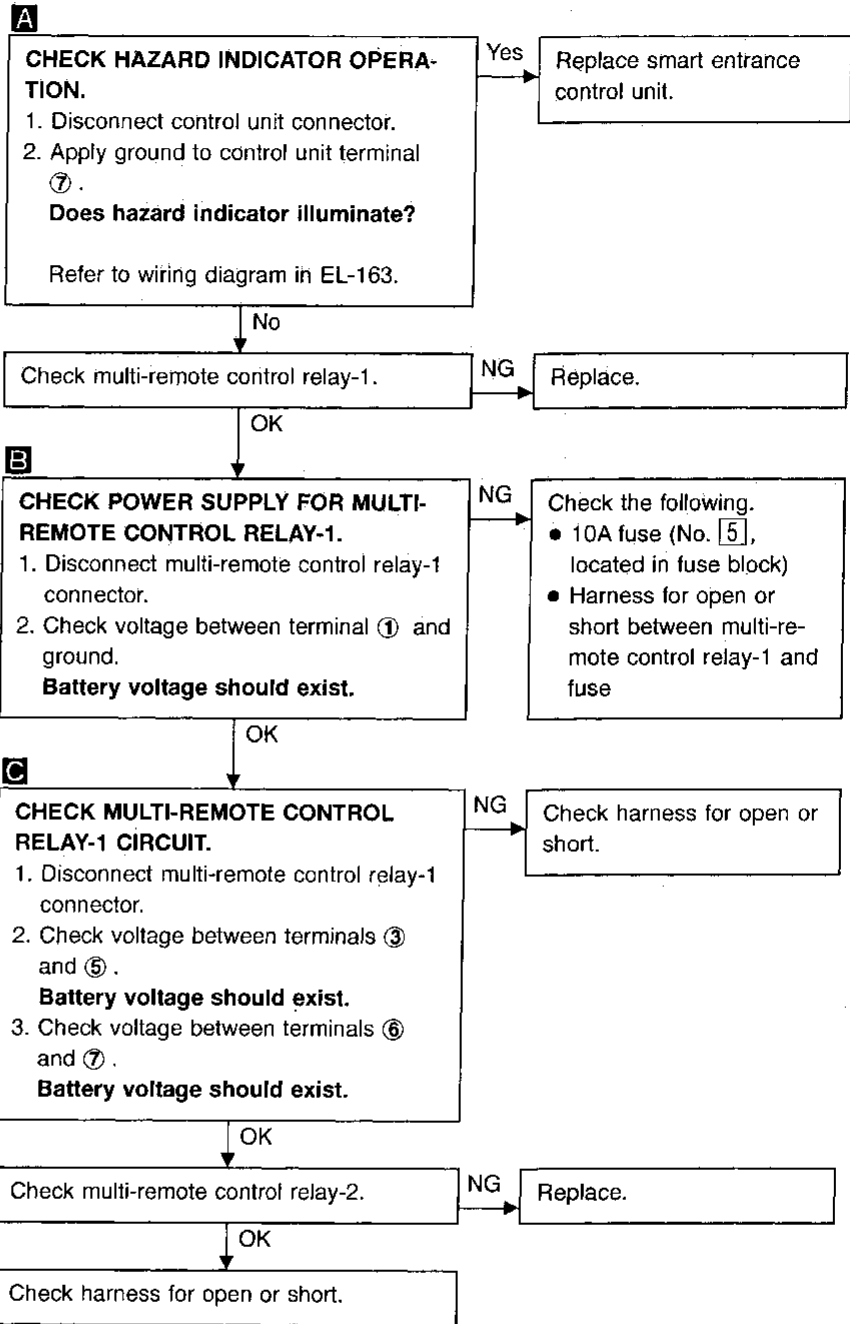 A
CHECK HAZARD INDICATOR OPERA-
TION.
1. Disconnect control unit connector.
2. Apply ground to control unit terminal
⑦ .
Does hazard indicator illuminate?
Refer to wiring diagram in EL-163.
Yes
Replace smart entrance
control unit.
No
Check multi-remote control relay-1.
NG
Replace.
OK
B
CHECK POWER SUPPLY FOR MULTI-
REMOTE CONTROL RELAY-1.
1. Disconnect multi-remote control relay-1
connector.
2. Check voltage between terminal ① and
ground.
Battery voltage should exist.
NG
Check the following.
● 10A fuse (No. 5,
located in fuse block)
● Harness for open or
short between multi-re-
mote control relay-1 and
fuse
OK
C
CHECK MULTI-REMOTE CONTROL
RELAY-1 CIRCUIT.
1. Disconnect multi-remote control relay-1
connector.
2. Check voltage between terminals ③
and ⑤ .
Battery voltage should exist.
3. Check voltage between terminals ⑥
and ⑦ .
Battery voltage should exist.
NG
Check harness for open or
short.
OK
Check multi-remote control relay-2.
NG
Replace.
OK
Check harness for open or short.